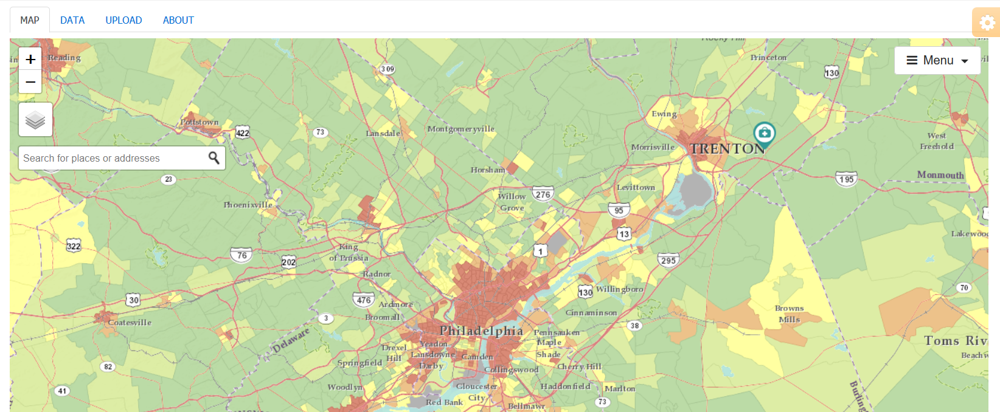 MAP DATA UPLOAD ABOUT
+
−
Menu
Search for places or addresses
Reading
309
Princeton
130
Ewing
Pottstown
422
73
Lansdale
Montgomeryville
Morrisville
TRENTON
West
Freehold
Horsham
23
195
Monmouth
Levittown
Phoenixville
Willow
Grove
276
95
13
322
King
of Prussia
76
202
1
295
Radnor
30
476
Ardmore
Broomall
130
Willingboro
70
Coatesville
3
Cinnaminson
Browns
Mills
38
Delaware
Philadelphia
Pennsauken
Maple
Shade
Toms Riv
Beachw
Drexel
Hill
Yeadon
Lansdowne
Darby
Camden
Springfield
82
Collingswood
Cherry Hill
41
Woodlyn
Gloucester
City
Haddonfield
Marlton
Red Bank
73
Bellmawr
Burling
Lakewoo